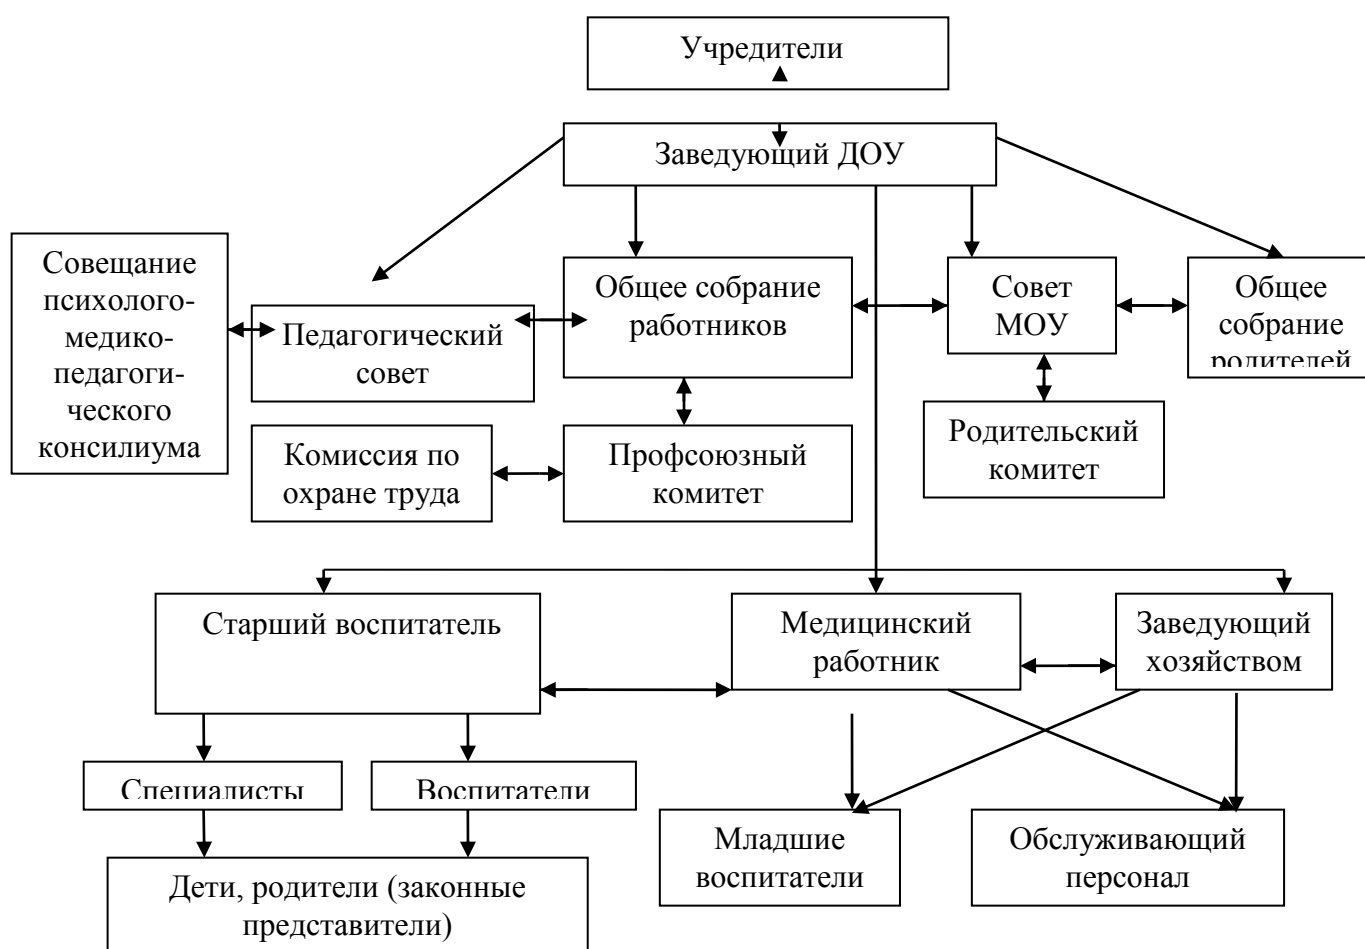 Учредители
Заведующий ДОУ
Совещание
психолого-
медико-
педагоги-
ческого
консилиума
Педагогический
совет
Общее собрание
работников
Совет
МОУ
Общее
собрание
родителей
Комиссия по
охране труда
Профсоюзный
комитет
Родительский
комитет
Старший воспитатель
Медицинский
работник
Заведующий
хозяйством
Специалисты
Воспитатели
Младшие
воспитатели
Обслуживающий
персонал
Дети, родители (законные
представители)